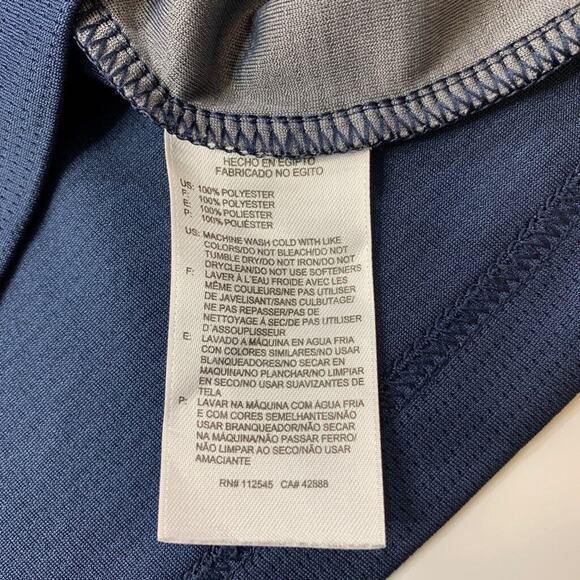 HECHO EN EGIPTO
FABRICADO NO EGITO
US: 100% POLYESTER
F: 100% POLYESTER
E: 100% POLIESTER
P: 100% POLIÉSTER
US: MACHINE WASH COLD WITH LIKE
COLORS/DO NOT BLEACH/DO NOT
TUMBLE DRY/DO NOT IRON/DO NOT
DRYCLEAN/DO NOT USE SOFTENERS
F: LAVER À L'EAU FROIDE AVEC LES
MÊME COULEURS/NE PAS UTILISER
DE JAVELISANT/SANS CULBUTAGE/
NE PAS REPASSER/PAS DE
NETTOYAGE À SEC/DE PAS UTILISER
D'ASSOUPLISSEUR
E: LAVADO A MÁQUINA EN AGUA FRIA
CON COLORES SIMILARES/NO USAR
BLANQUEADORES/NO SECAR EN
MAQUINA/NO PLANCHAR/NO LIMPIAR
EN SECO/NO USAR SUAVIZANTES DE
TELA
P: LAVAR NA MÁQUINA COM ÁGUA FRIA
E COM CORES SEMELHANTES/NÃO
USAR BRANQUEADOR/NÃO SECAR
NA MÁQUINA/NÃO PASSAR FERRO/
NÃO LIMPAR AO SECO/NÃO USAR
AMACIANTE
RN# 112545 CA# 42888